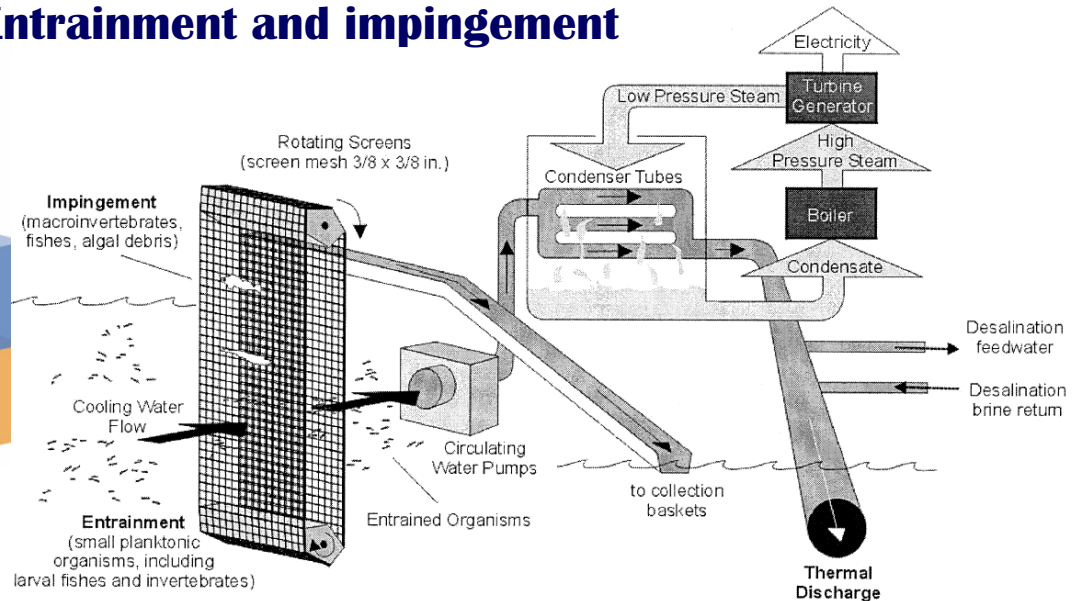 Entrainment and impingement
Electricity
Turbine
Generator
Low Pressure Steam
High
Pressure Steam
Rotating Screens
(screen mesh 3/8 x 3/8 in.)
Condenser Tubes
Boiler
Impingement
(macroinvertebrates,
fishes, algal debris)
Condensate
Desalination
feedwater
Desalination
brine return
Cooling Water
Flow
Circulating
Water Pumps
to collection
baskets
Entrained Organisms
Entrainment
(small planktonic
organisms, including
larval fishes and invertebrates)
Thermal
Discharge